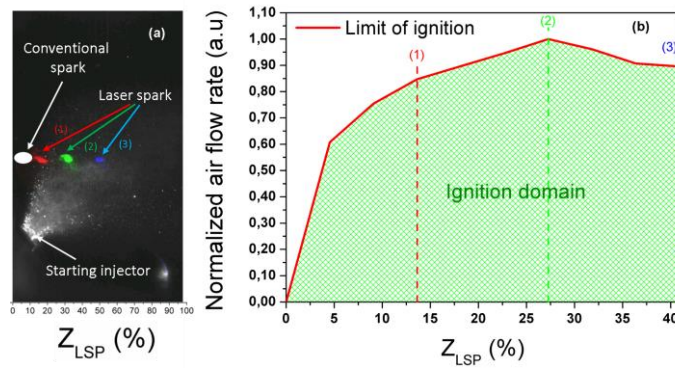 (a)
Conventional
spark
Laser spark
(1)
(2)
(3)
Starting injector
0 10 20 30 40 50 60 70 80 90 100
Z_LSP (%)
Normalized air flow rate (a.u)
1,10
1,00
0,90
0,80
0,70
0,60
0,50
0,40
0,30
0,20
0,10
0,00
Limit of ignition
(2)
(b)
(1)
(3)
Ignition domain
0 5 10 15 20 25 30 35 40
Z_LSP (%)